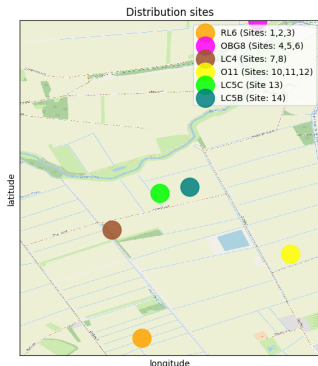 Distribution sites
RL6 (Sites: 1,2,3)
OBG8 (Sites: 4,5,6)
LC4 (Sites: 7,8)
O11 (Sites: 10,11,12)
LC5C (Site 13)
LC5B (Site: 14)
latitude
longitude